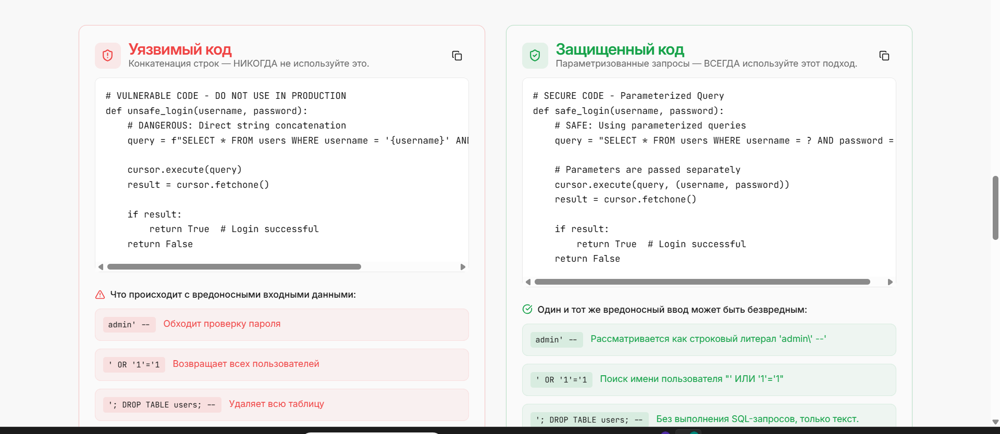 Уязвимый код
Конкатенация строк — НИКОГДА не используйте это.
# VULNERABLE CODE - DO NOT USE IN PRODUCTION
def unsafe_login(username, password):
    # DANGEROUS: Direct string concatenation
    query = f"SELECT * FROM users WHERE username = '{username}' AND
    cursor.execute(query)
    result = cursor.fetchone()
    if result:
        return True  # Login successful
    return False
Что происходит с вредоносными входными данными:
admin' -- Обходит проверку пароля
' OR '1'='1 Возвращает всех пользователей
'; DROP TABLE users; -- Удаляет всю таблицу
Защищенный код
Параметризованные запросы — ВСЕГДА используйте этот подход.
# SECURE CODE - Parameterized Query
def safe_login(username, password):
    # SAFE: Using parameterized queries
    query = "SELECT * FROM users WHERE username = ? AND password =
    # Parameters are passed separately
    cursor.execute(query, (username, password))
    result = cursor.fetchone()
    if result:
        return True  # Login successful
    return False
Один и тот же вредоносный ввод может быть безвредным:
admin' -- Рассматривается как строковый литерал 'admin\' --'
' OR '1'='1 Поиск имени пользователя "' ИЛИ '1'='1"
'; DROP TABLE users; -- Без выполнения SQL-запросов, только текст.